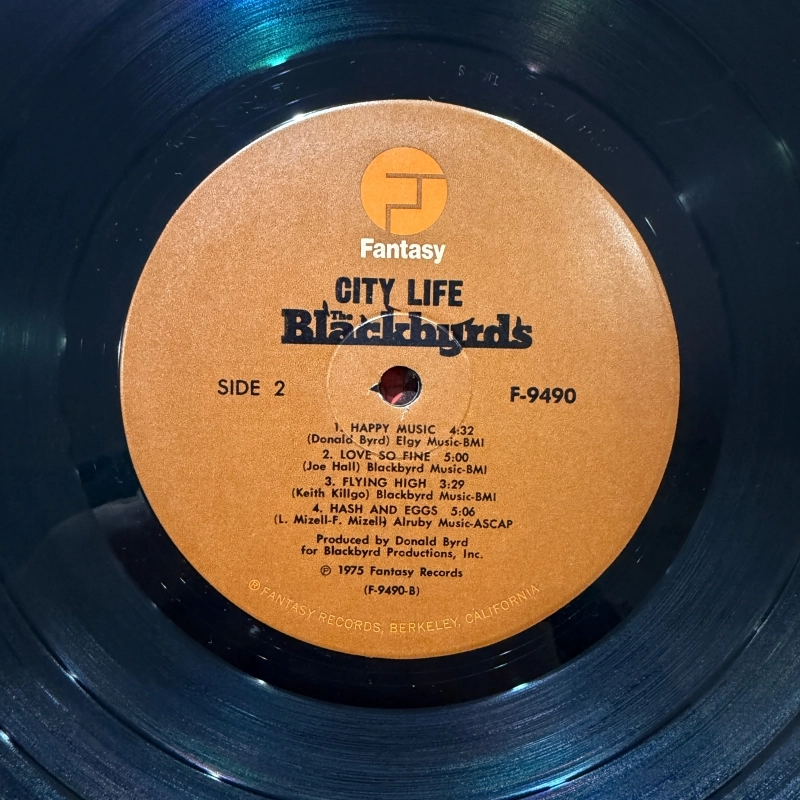 Fantasy
CITY LIFE
The
Blackbyrds
SIDE 2
F-9490
1. HAPPY MUSIC 4:32
(Donald Byrd) Elgy Music-BMI
2. LOVE SO FINE 5:00
(Joe Hall) Blackbyrd Music-BMI
3. FLYING HIGH 3:29
(Keith Killgo) Blackbyrd Music-BMI
4. HASH AND EGGS 5:06
(L. Mizell-F. Mizell) Alruby Music-ASCAP
Produced by Donald Byrd
for Blackbyrd Productions, Inc.
℗ 1975 Fantasy Records
(F-9490-B)
® FANTASY RECORDS, BERKELEY, CALIFORNIA